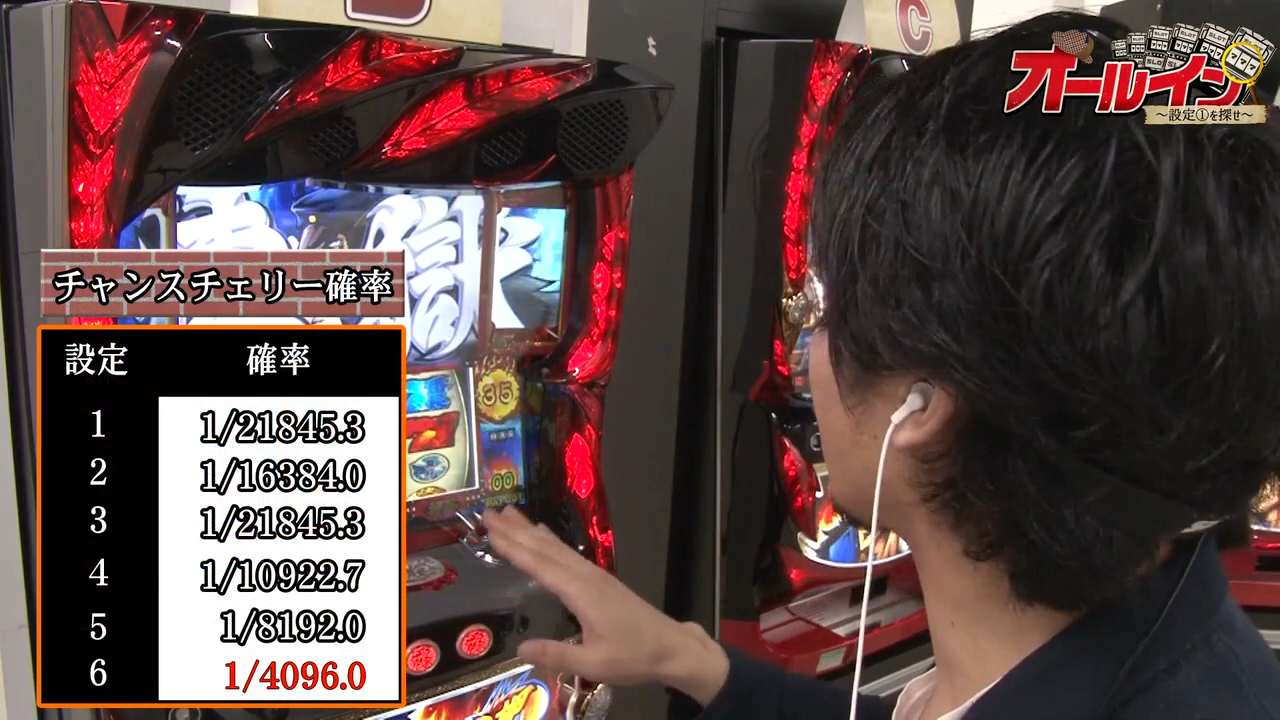 C
オールイン
～設定①を探せ～
獄
チャンスチェリー確率
設定 確率
1 1/21845.3
2 1/16384.0
3 1/21845.3
4 1/10922.7
5 1/8192.0
6 1/4096.0
35
00